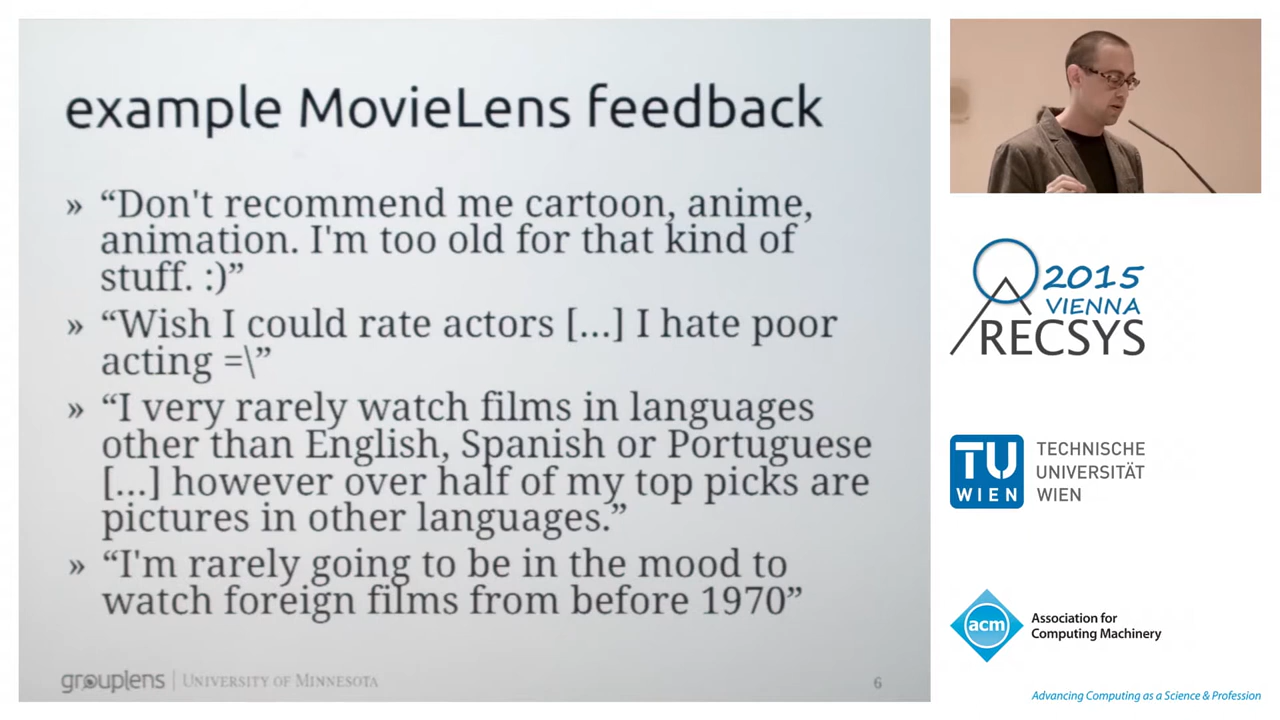 example MovieLens feedback
» “Don't recommend me cartoon, anime,
animation. I'm too old for that kind of
stuff. :)”
» “Wish I could rate actors [...] I hate poor
acting =\”
» “I very rarely watch films in languages
other than English, Spanish or Portuguese
[...] however over half of my top picks are
pictures in other languages.”
» “I'm rarely going to be in the mood to
watch foreign films from before 1970”
grouplens | UNIVERSITY OF MINNESOTA
6
2015
VIENNA
RECSYS
TU
WIEN
TECHNISCHE
UNIVERSITÄT
WIEN
acm
Association for
Computing Machinery
Advancing Computing as a Science & Profession